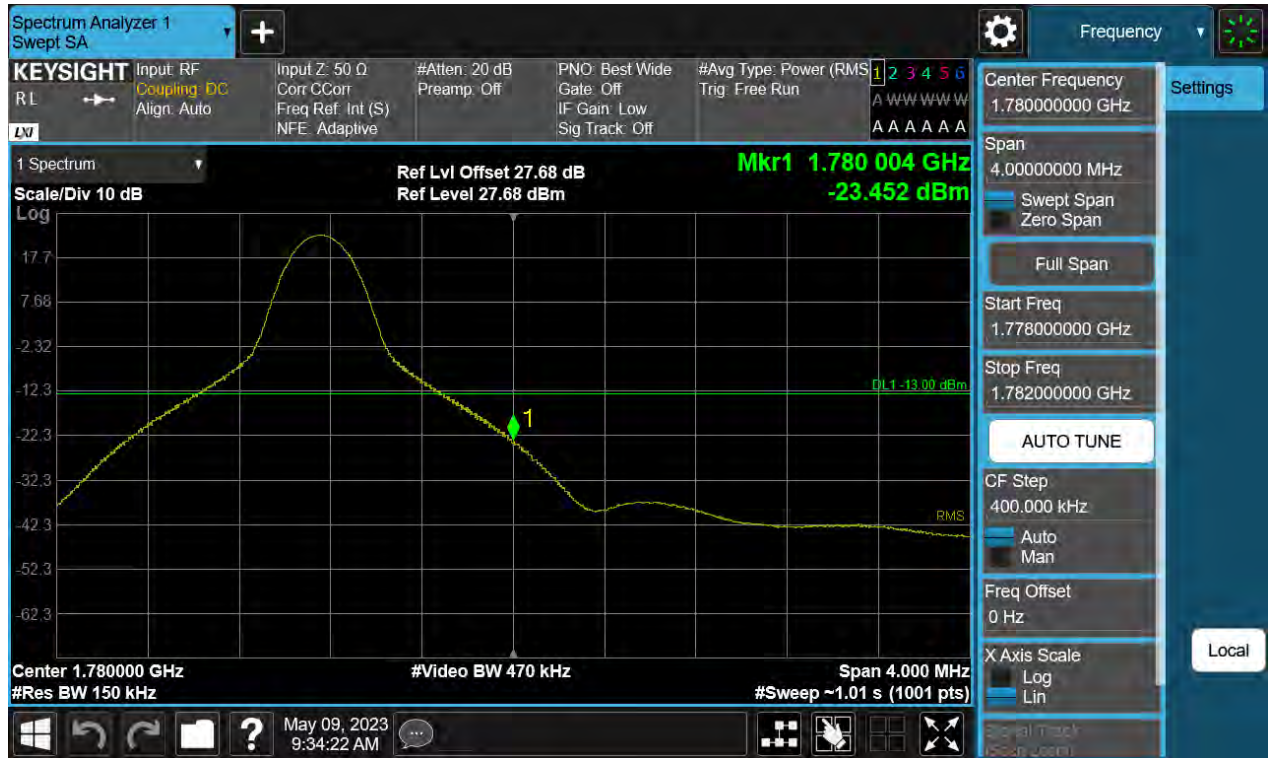 Spectrum Analyzer 1
Swept SA
Frequency
KEYSIGHT
RL
LXI
Input: RF
Coupling: DC
Align: Auto
Input Z: 50 Ω
Corr CCorr
Freq Ref: Int (S)
NFE: Adaptive
#Atten: 20 dB
Preamp: Off
PNO: Best Wide
Gate: Off
IF Gain: Low
Sig Track: Off
#Avg Type: Power (RMS
Trig: Free Run
1 2 3 4 5 6
A W W W W W
A A A A A A
1 Spectrum
Scale/Div 10 dB
Ref Lvl Offset 27.68 dB
Ref Level 27.68 dBm
Mkr1 1.780 004 GHz
-23.452 dBm
Log
17.7
7.68
-2.32
-12.3
-22.3
-32.3
-42.3
-52.3
-62.3
DL1 -13.00 dBm
1
RMS
Center 1.780000 GHz
#Video BW 470 kHz
Span 4.000 MHz
#Res BW 150 kHz
#Sweep ~1.01 s (1001 pts)
May 09, 2023
9:34:22 AM
Center Frequency
1.780000000 GHz
Settings
Span
4.00000000 MHz
Swept Span
Zero Span
Full Span
Start Freq
1.778000000 GHz
Stop Freq
1.782000000 GHz
AUTO TUNE
CF Step
400.000 kHz
Auto
Man
Freq Offset
0 Hz
X Axis Scale
Log
Lin
Local
Signal Track
(Span Zoom)